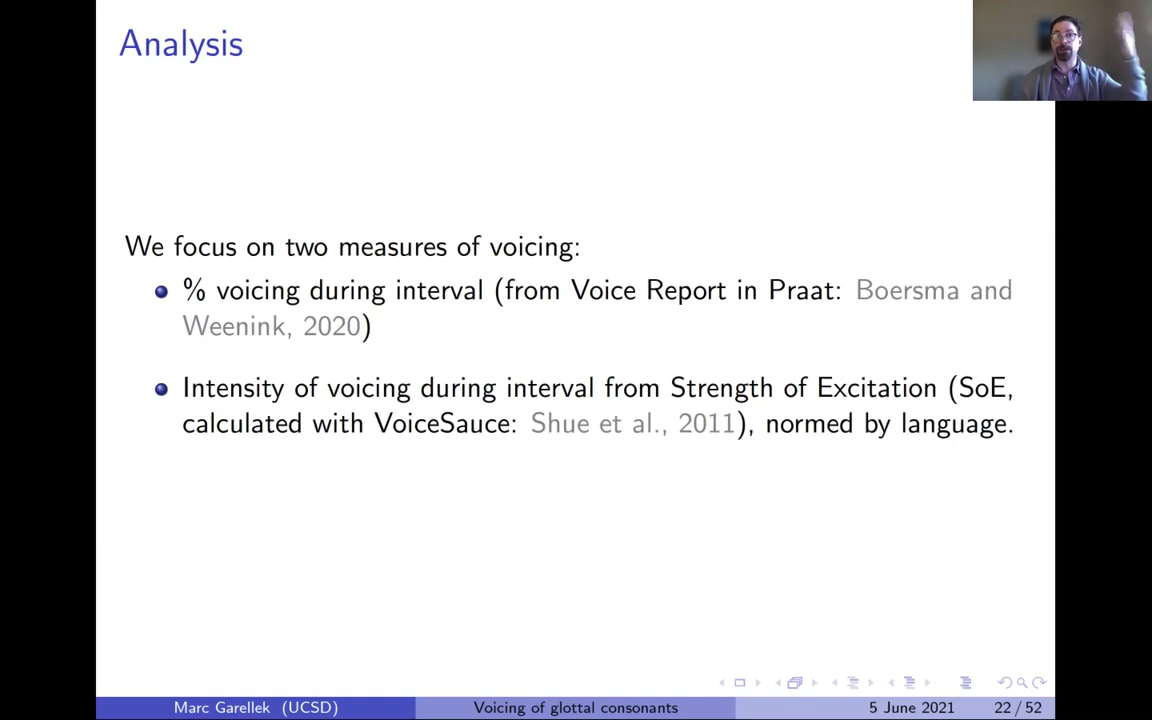 Analysis
We focus on two measures of voicing:
% voicing during interval (from Voice Report in Praat: Boersma and
Weenink, 2020)
Intensity of voicing during interval from Strength of Excitation (SoE,
calculated with VoiceSauce: Shue et al., 2011), normed by language.
Marc Garellek (UCSD) Voicing of glottal consonants 5 June 2021 22 / 52